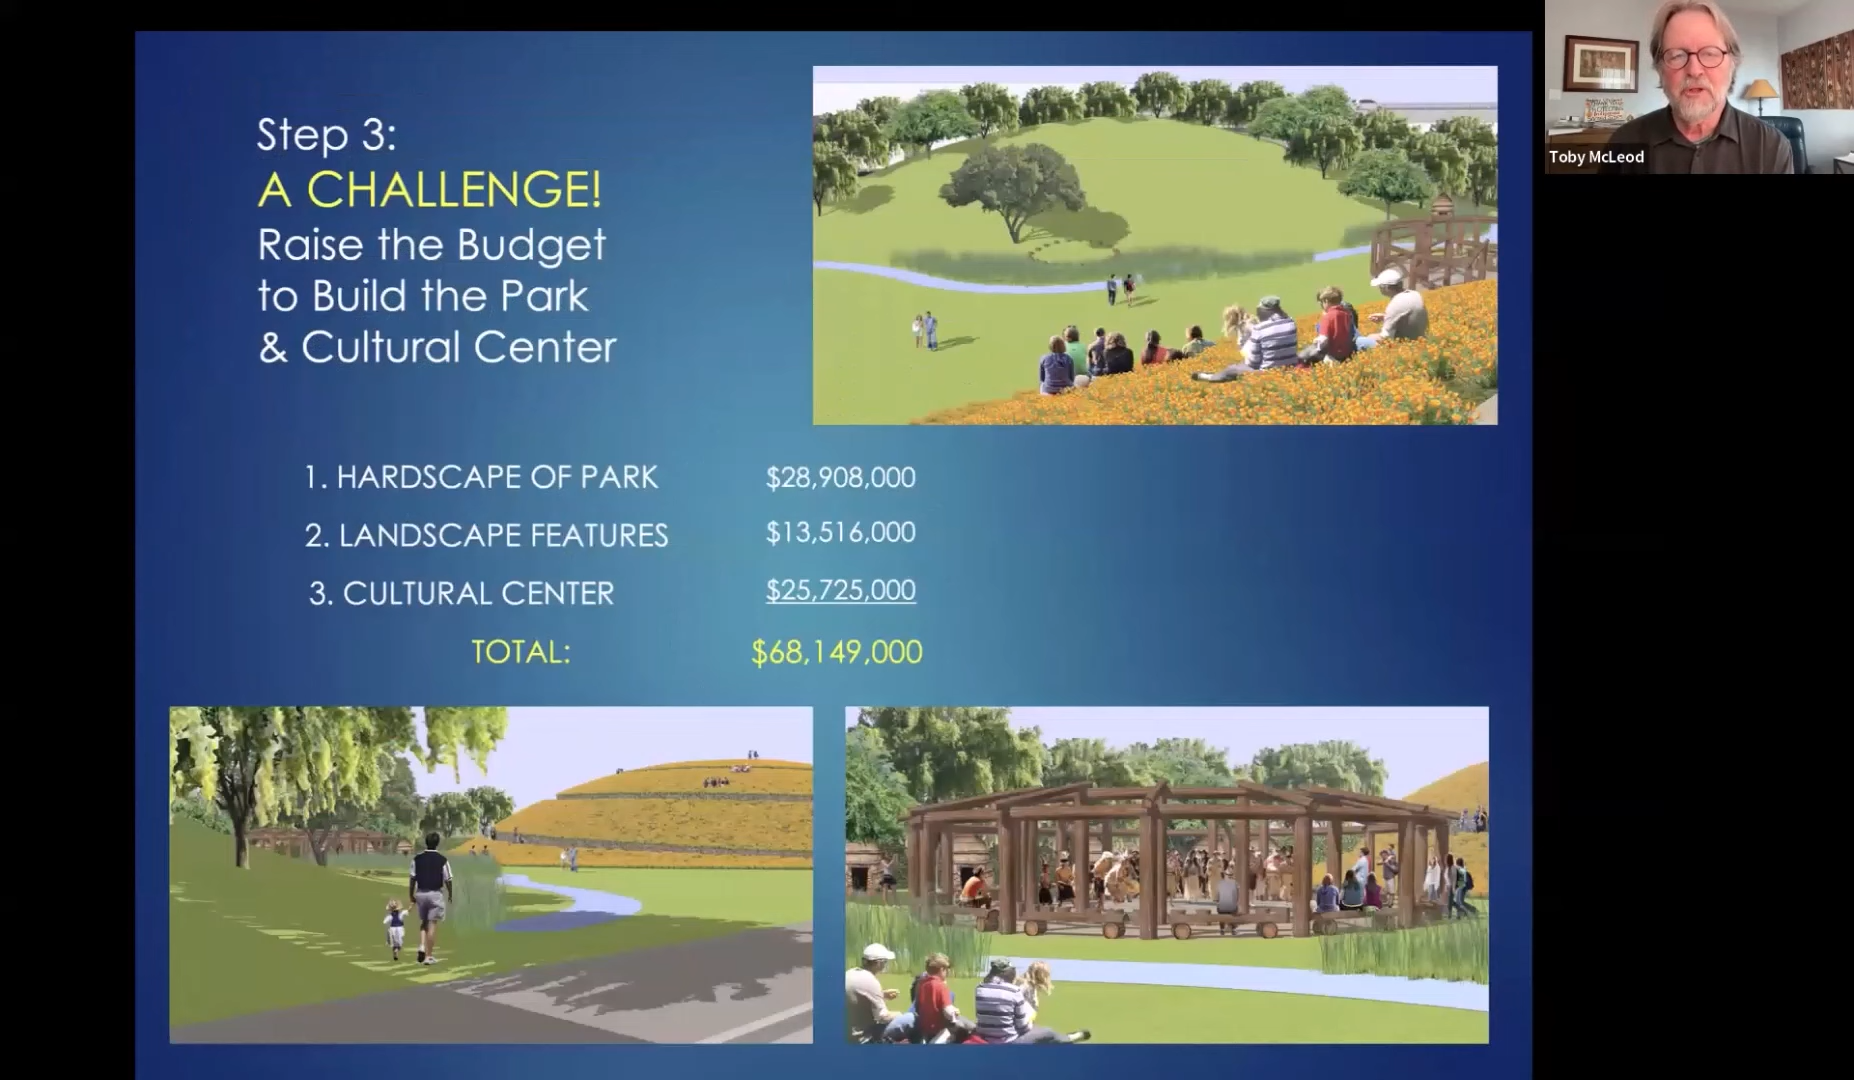 Step 3:
A CHALLENGE!
Raise the Budget
to Build the Park
& Cultural Center
1. HARDSCAPE OF PARK $28,908,000
2. LANDSCAPE FEATURES $13,516,000
3. CULTURAL CENTER $25,725,000
TOTAL: $68,149,000
Toby McLeod